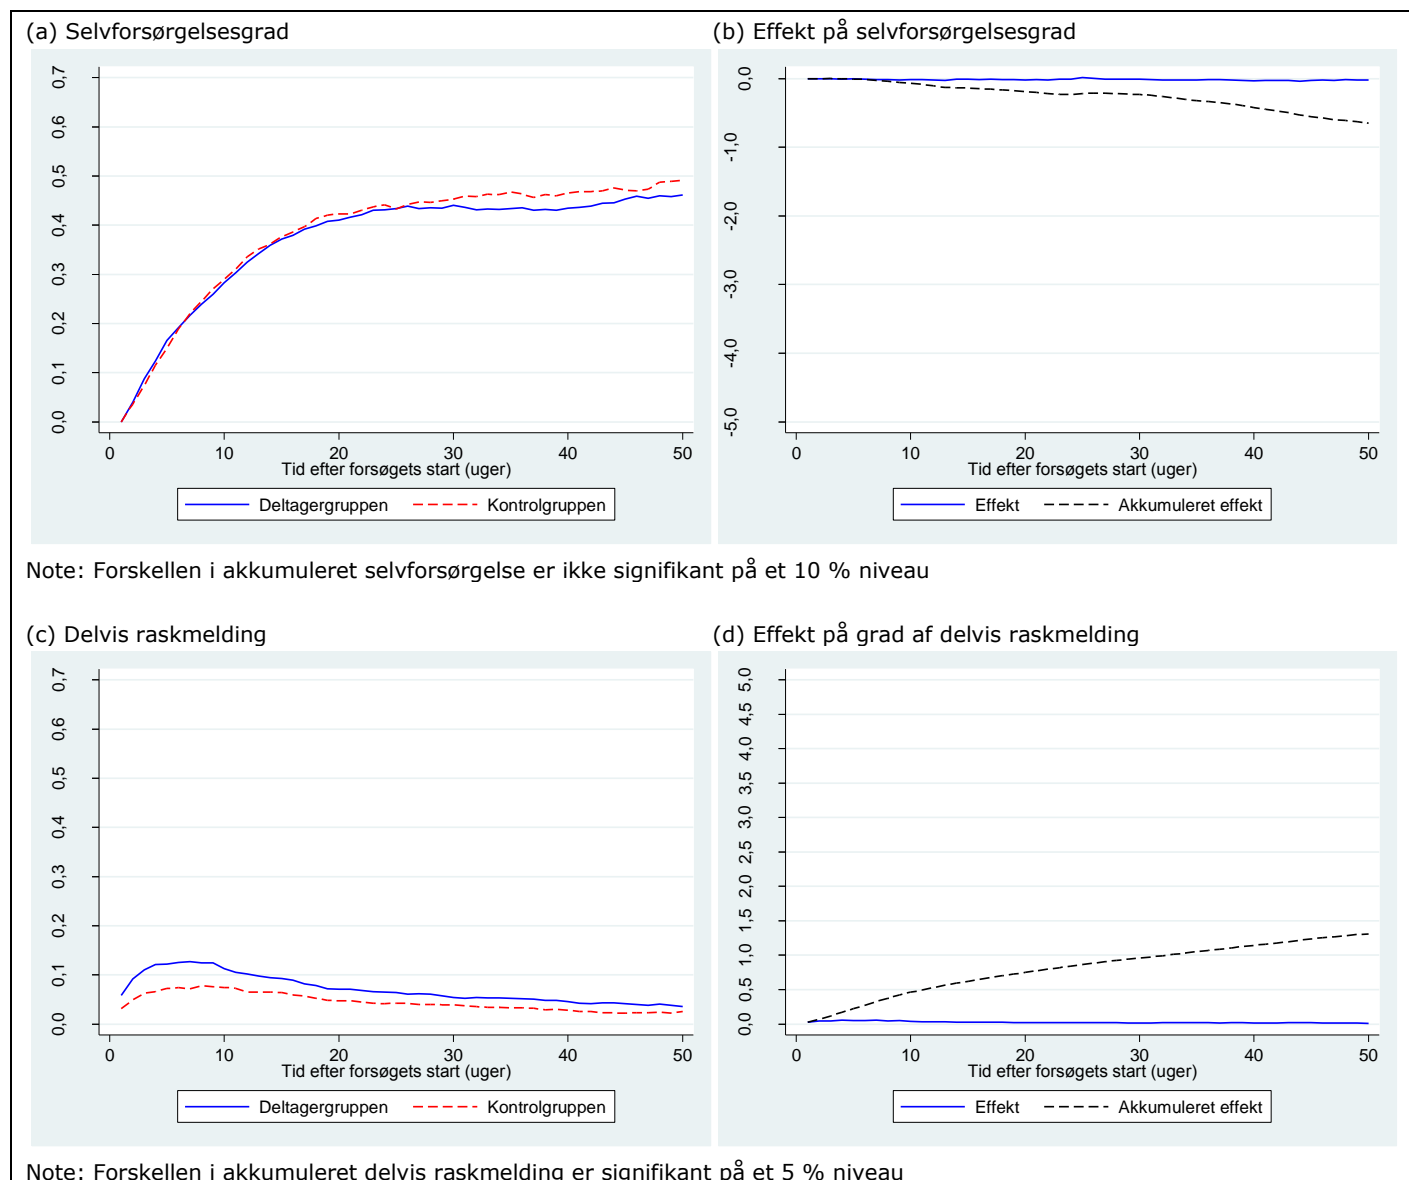 (a) Selvforsørgelsesgrad
0,7
0,6
0,5
0,4
0,3
0,2
0,1
0,0
0 10 20 30 40 50
Tid efter forsøgets start (uger)
Deltagergruppen Kontrolgruppen
(b) Effekt på selvforsørgelsesgrad
0,0
-1,0
-2,0
-3,0
-4,0
-5,0
0 10 20 30 40 50
Tid efter forsøgets start (uger)
Effekt Akkumuleret effekt
Note: Forskellen i akkumuleret selvforsørgelse er ikke signifikant på et 10 % niveau
(c) Delvis raskmelding
0,7
0,6
0,5
0,4
0,3
0,2
0,1
0,0
0 10 20 30 40 50
Tid efter forsøgets start (uger)
Deltagergruppen Kontrolgruppen
(d) Effekt på grad af delvis raskmelding
5,0
4,5
4,0
3,5
3,0
2,5
2,0
1,5
1,0
0,5
0,0
0 10 20 30 40 50
Tid efter forsøgets start (uger)
Effekt Akkumuleret effekt
Note: Forskellen i akkumuleret delvis raskmelding er signifikant på et 5 % niveau